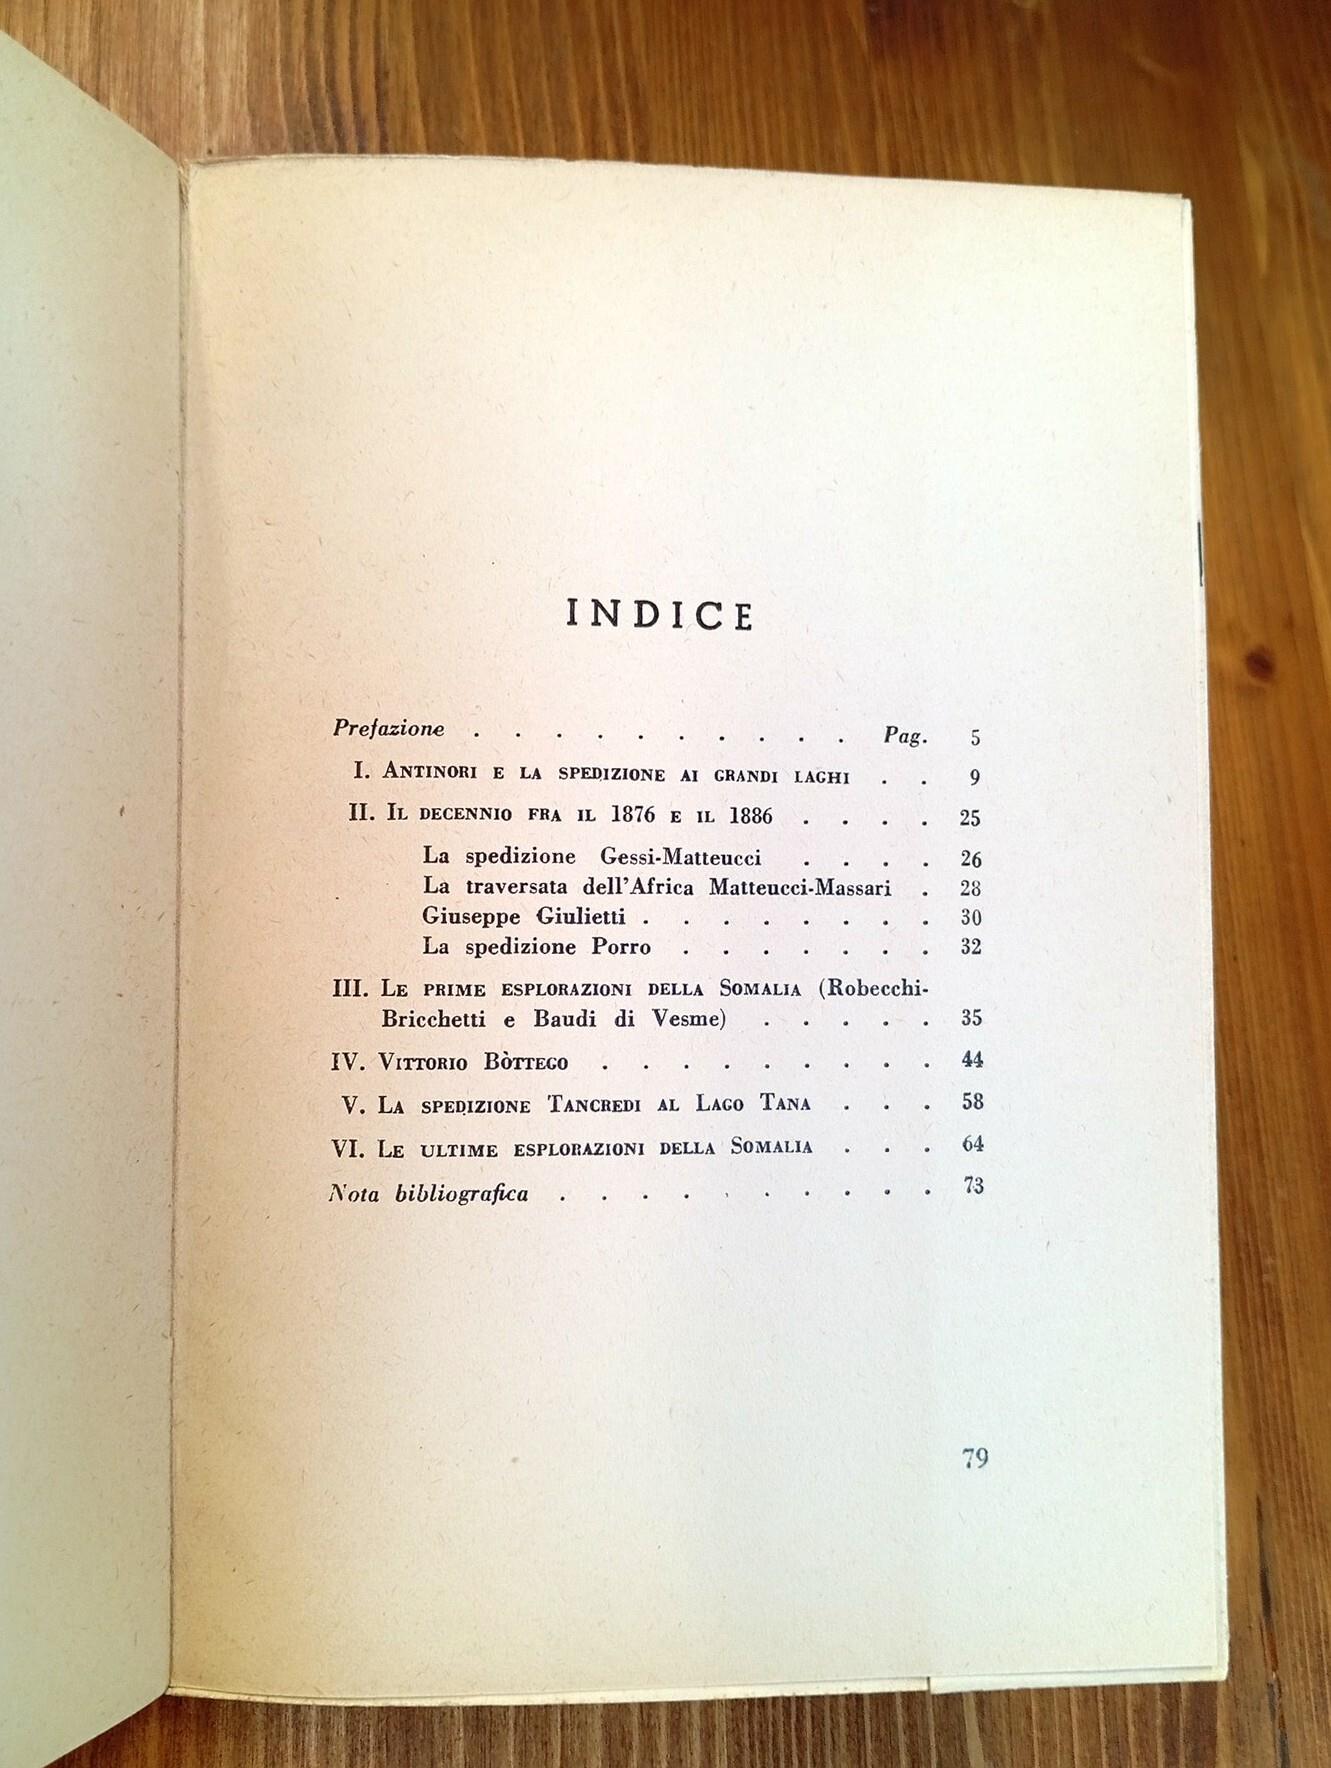 INDICE
Prefazione . . . . . . . . . . Pag. 5
I. Antinori e la spedizione ai grandi laghi . . 9
II. Il decennio fra il 1876 e il 1886 . . . . 25
La spedizione Gessi-Matteucci . . . . 26
La traversata dell'Africa Matteucci-Massari . 28
Giuseppe Giulietti . . . . . . . . 30
La spedizione Porro . . . . . . . 32
III. Le prime esplorazioni della Somalia (Robecchi-
Bricchetti e Baudi di Vesme) . . . . . 35
IV. Vittorio Bòttego . . . . . . . . . 44
V. La spedizione Tancredi al Lago Tana . . . 58
VI. Le ultime esplorazioni della Somalia . . . 64
Nota bibliografica . . . . . . . . . . 73
79